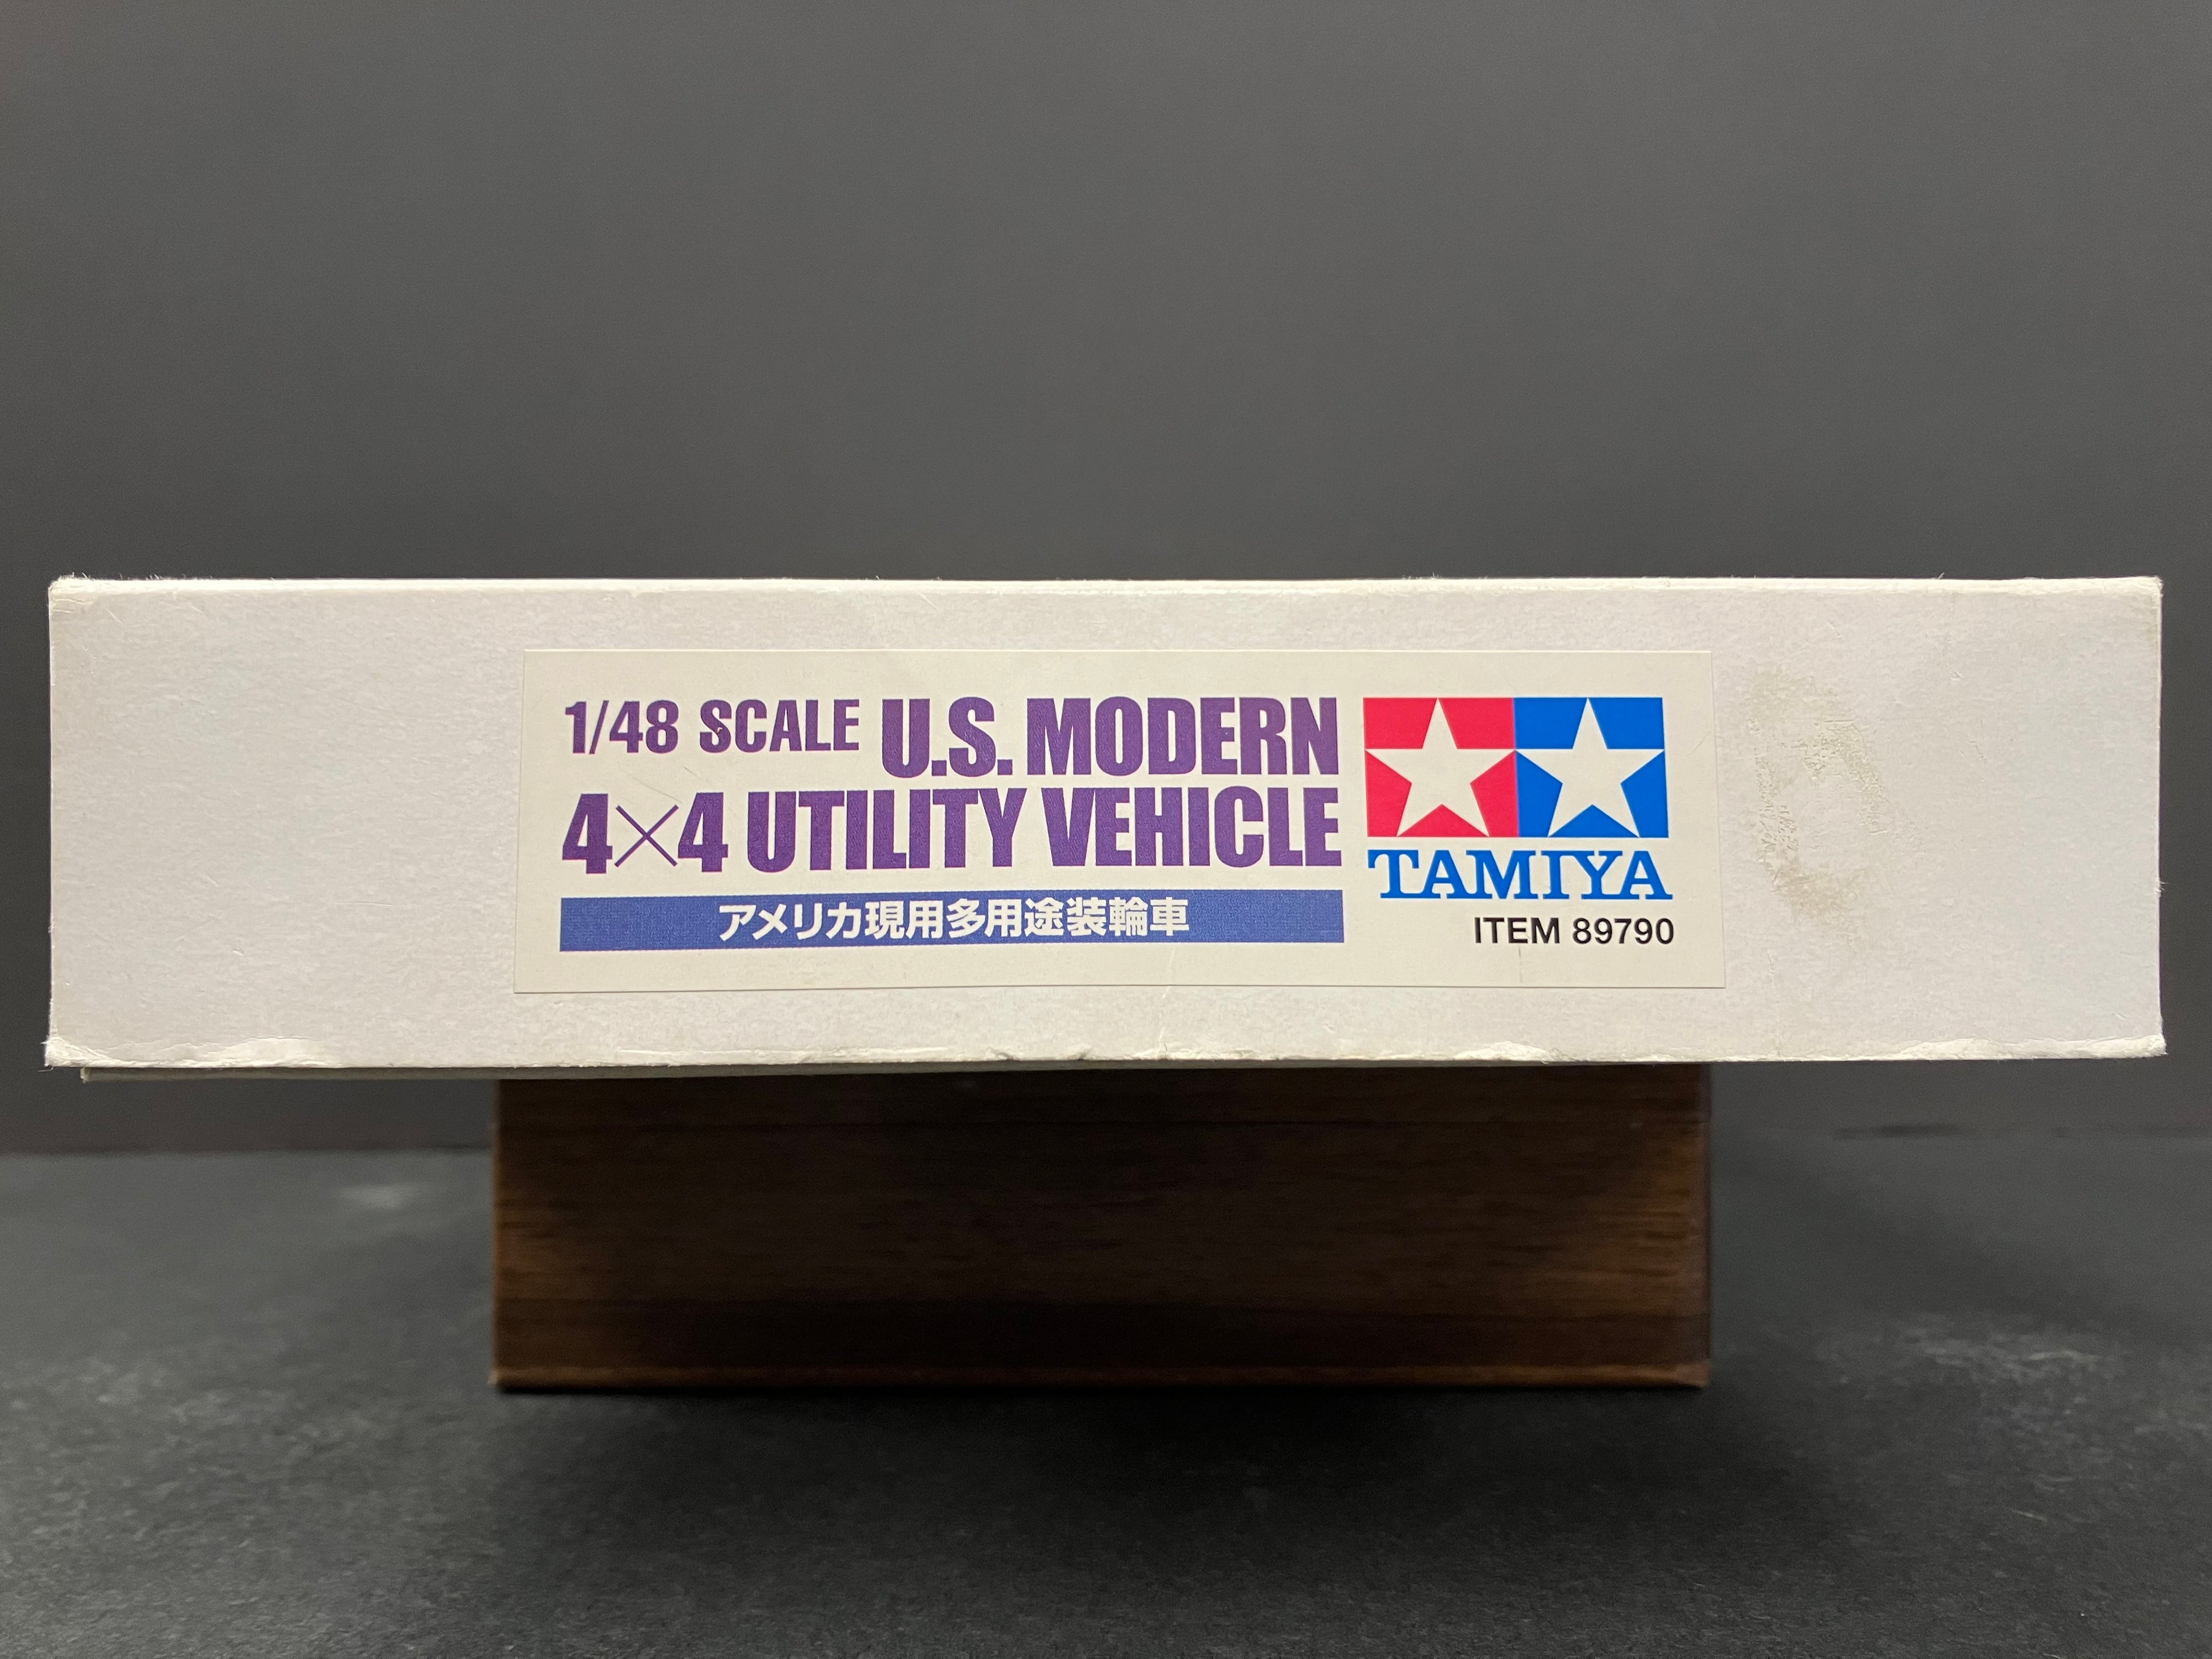 1/48 SCALE U.S. MODERN
4×4 UTILITY VEHICLE
アメリカ現用多用途装輪車
TAMIYA
ITEM 89790